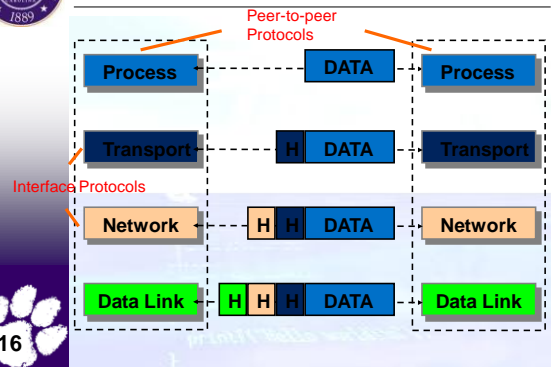 1889
Peer-to-peer
Protocols
Process DATA Process
Transport H DATA Transport
Interface Protocols
Network H H DATA Network
Data Link H H H DATA Data Link
16